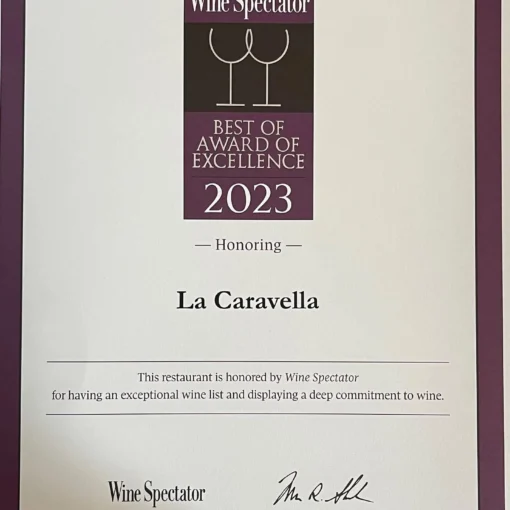 Wine Spectator
BEST OF
AWARD OF
EXCELLENCE
2023
— Honoring —
La Caravella
This restaurant is honored by Wine Spectator
for having an exceptional wine list and displaying a deep commitment to wine.
Wine Spectator